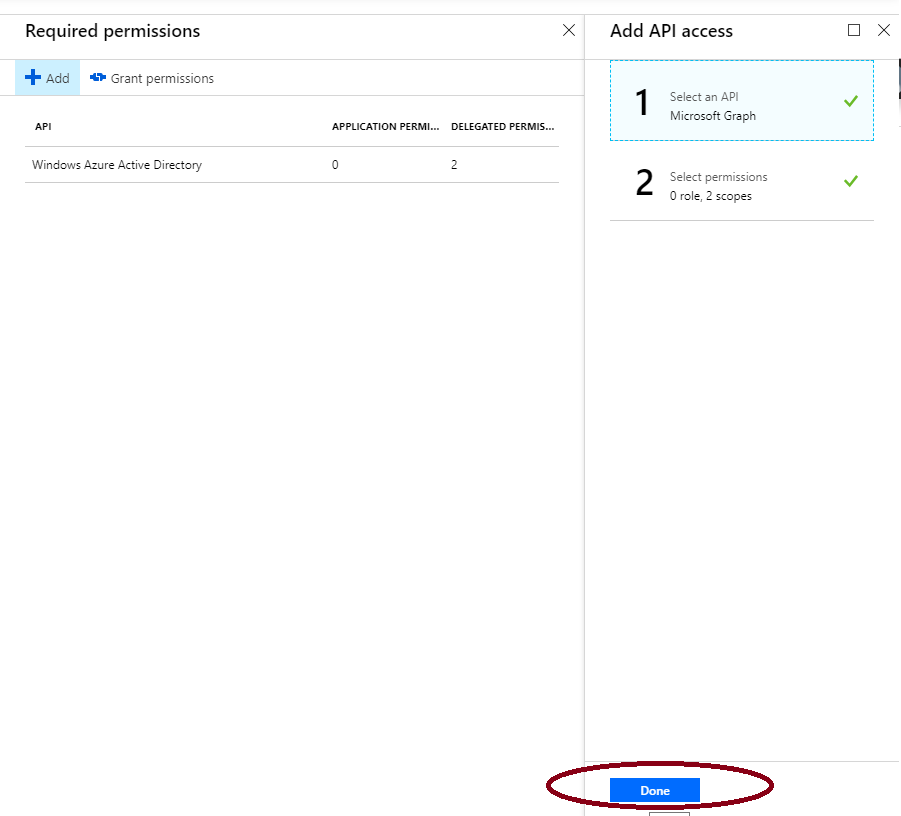 Required permissions
Add
Grant permissions
API APPLICATION PERMI... DELEGATED PERMIS...
Windows Azure Active Directory 0 2
Add API access
1
Select an API
Microsoft Graph
2
Select permissions
0 role, 2 scopes
Done